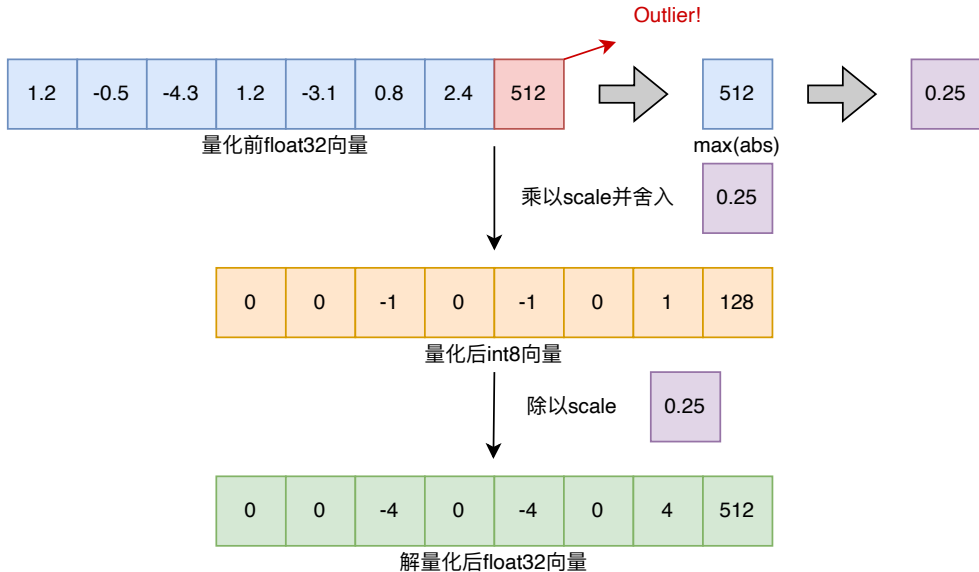 Outlier!
1.2 -0.5 -4.3 1.2 -3.1 0.8 2.4 512 512 0.25
量化前float32向量 max(abs)
乘以scale并舍入 0.25
0 0 -1 0 -1 0 1 128
量化后int8向量
除以scale 0.25
0 0 -4 0 -4 0 4 512
解量化后float32向量